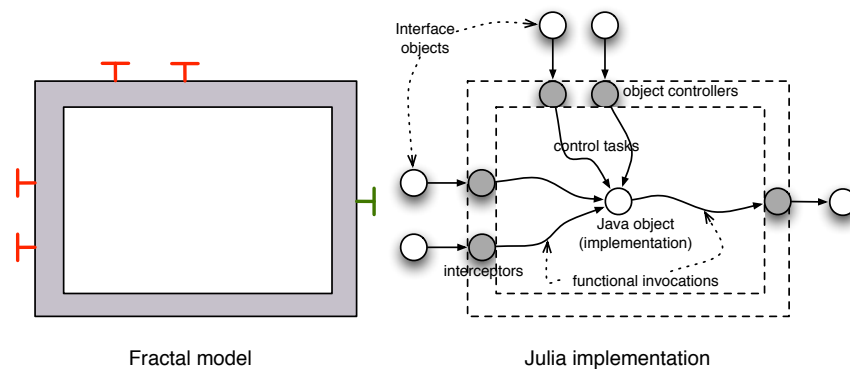 Interface
objects
object controllers
control tasks
Java object
(implementation)
interceptors
functional invocations
Fractal model
Julia implementation